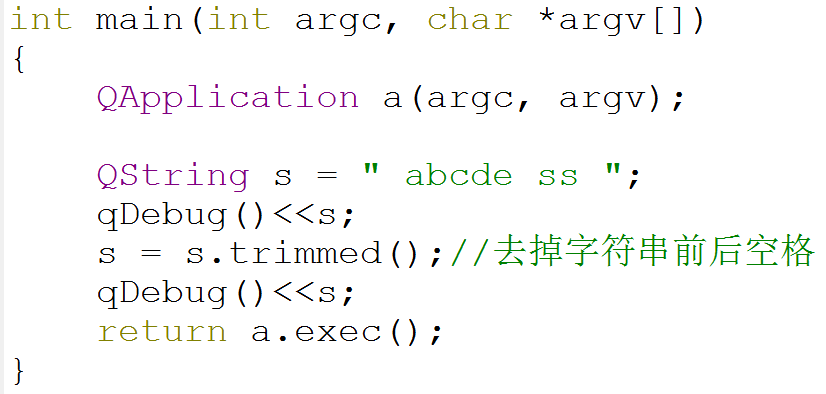 int main(int argc, char *argv[])
{
    QApplication a(argc, argv);

    QString s = " abcde ss ";
    qDebug()<<s;
    s = s.trimmed();//去掉字符串前后空格
    qDebug()<<s;
    return a.exec();
}